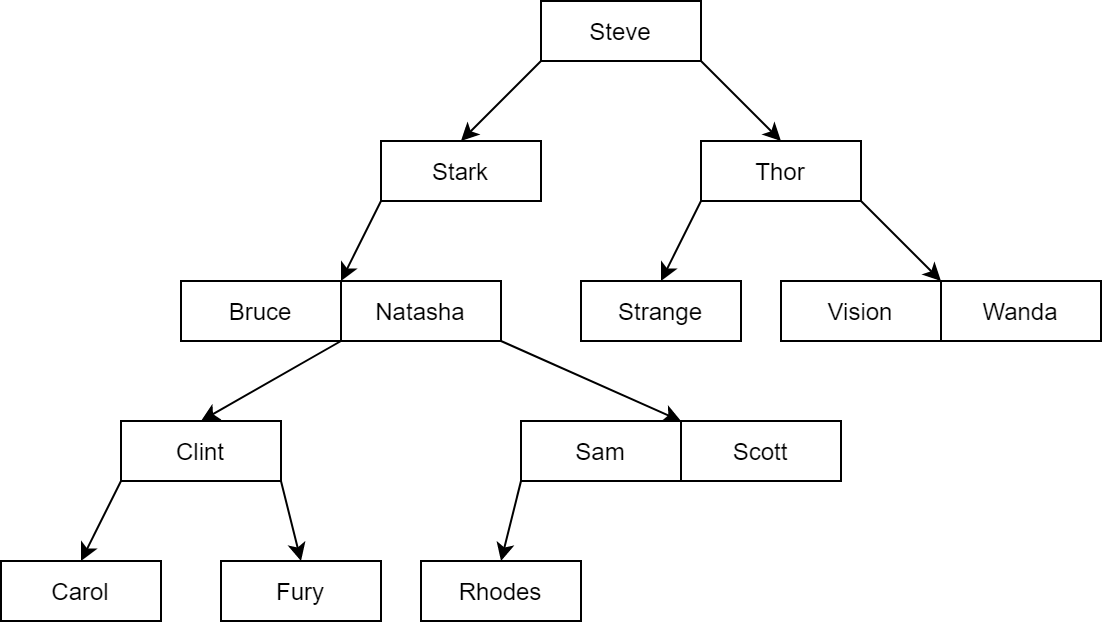 Steve
Stark
Thor
Bruce
Natasha
Strange
Vision
Wanda
Clint
Sam
Scott
Carol
Fury
Rhodes